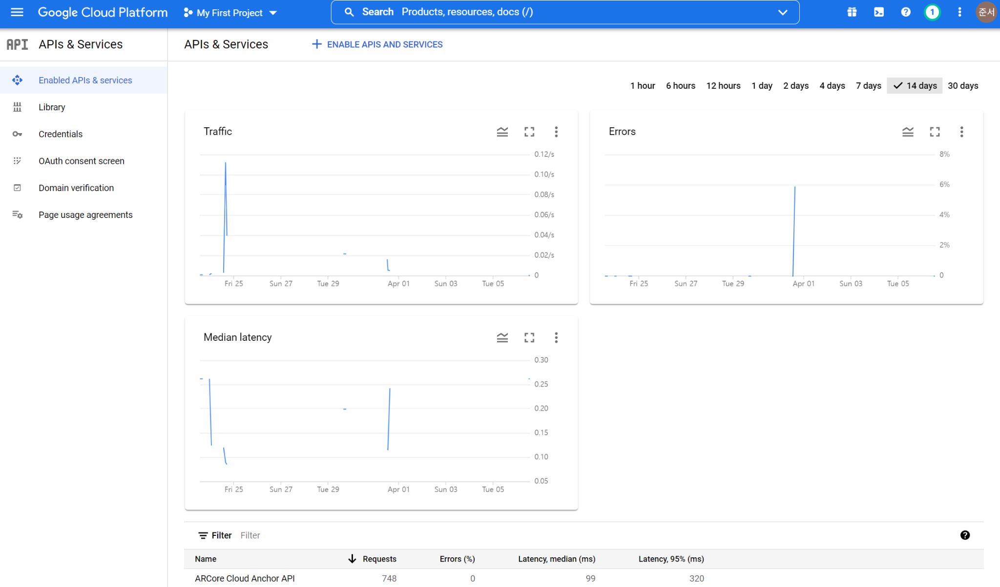 Google Cloud Platform
My First Project
Search Products, resources, docs (/)
1
준서
API APIs & Services
APIs & Services
ENABLE APIS AND SERVICES
Enabled APIs & services
Library
Credentials
OAuth consent screen
Domain verification
Page usage agreements
1 hour 6 hours 12 hours 1 day 2 days 4 days 7 days 14 days 30 days
Traffic
0.12/s
0.10/s
0.08/s
0.06/s
0.04/s
0.02/s
0
Fri 25 Sun 27 Tue 29 Apr 01 Sun 03 Tue 05
Errors
8%
6%
4%
2%
0
Fri 25 Sun 27 Tue 29 Apr 01 Sun 03 Tue 05
Median latency
0.30
0.25
0.20
0.15
0.10
0.05
Fri 25 Sun 27 Tue 29 Apr 01 Sun 03 Tue 05
Filter Filter
Name Requests Errors (%) Latency, median (ms) Latency, 95% (ms)
ARCore Cloud Anchor API 748 0 99 320